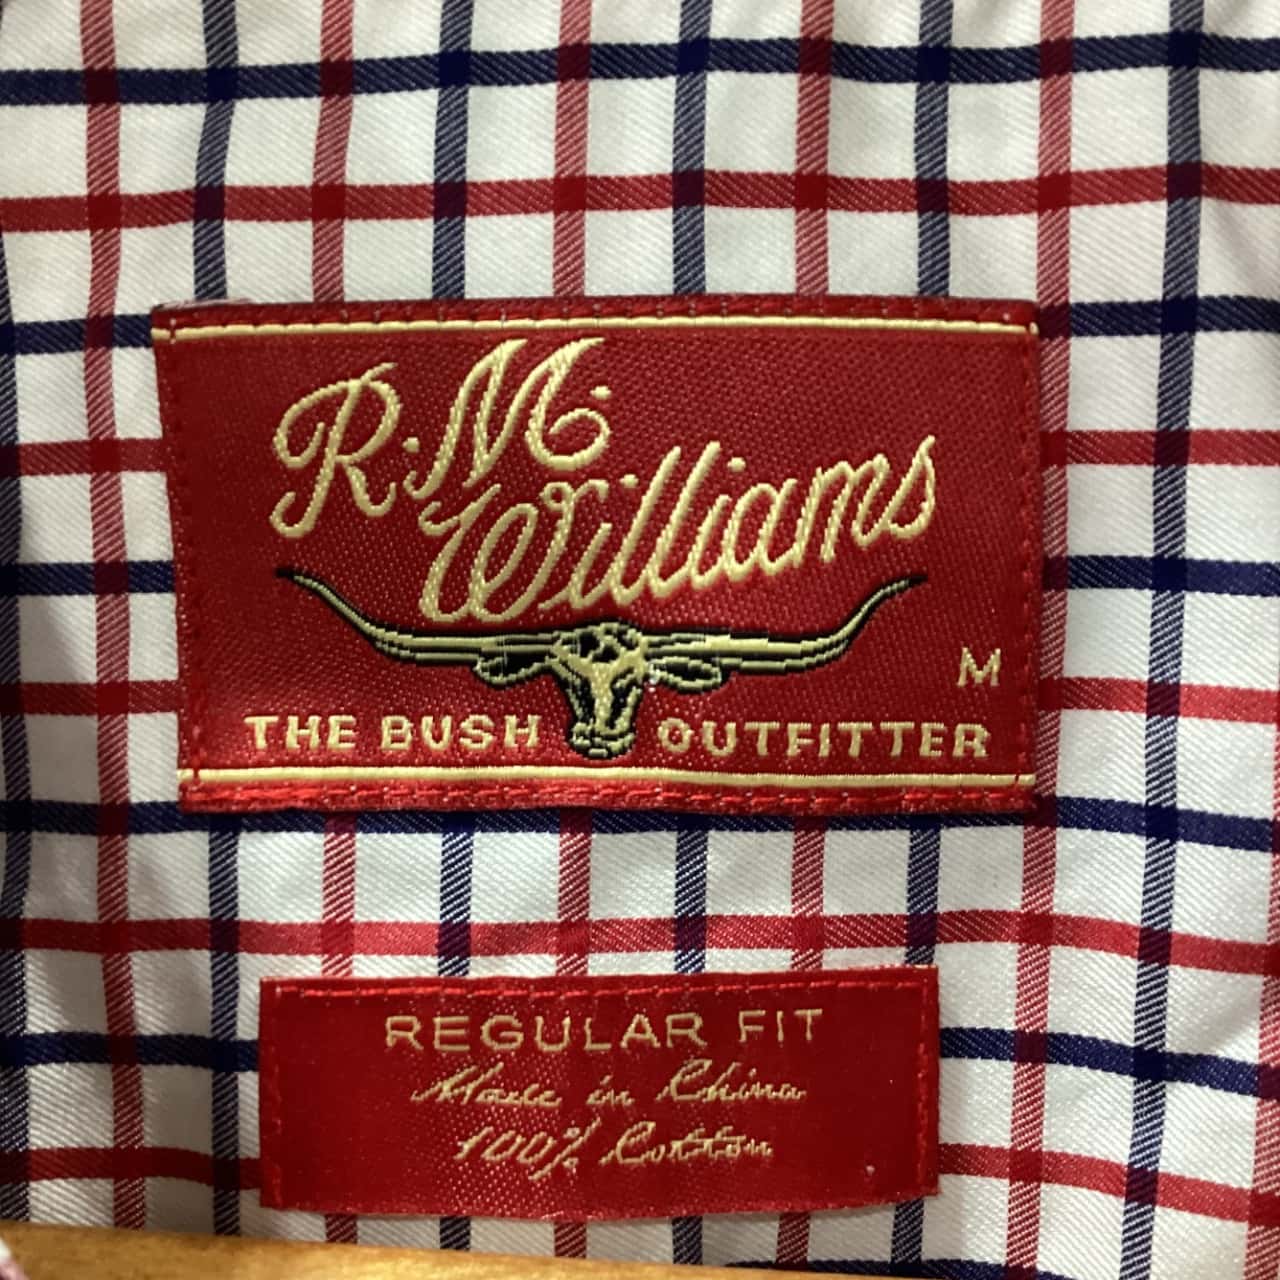 R.M.
Williams
M
THE BUSH OUTFITTER
REGULAR FIT
Made in China
100% Cotton